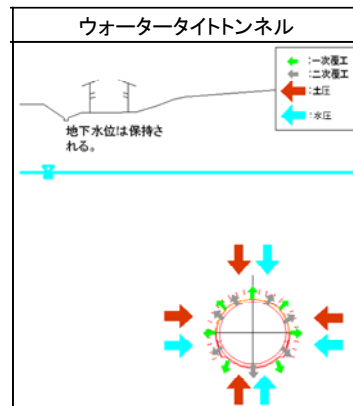 ウォータータイトトンネル
:一次覆工
:二次覆工
:土圧
:水圧
地下水位は保持さ
れる。